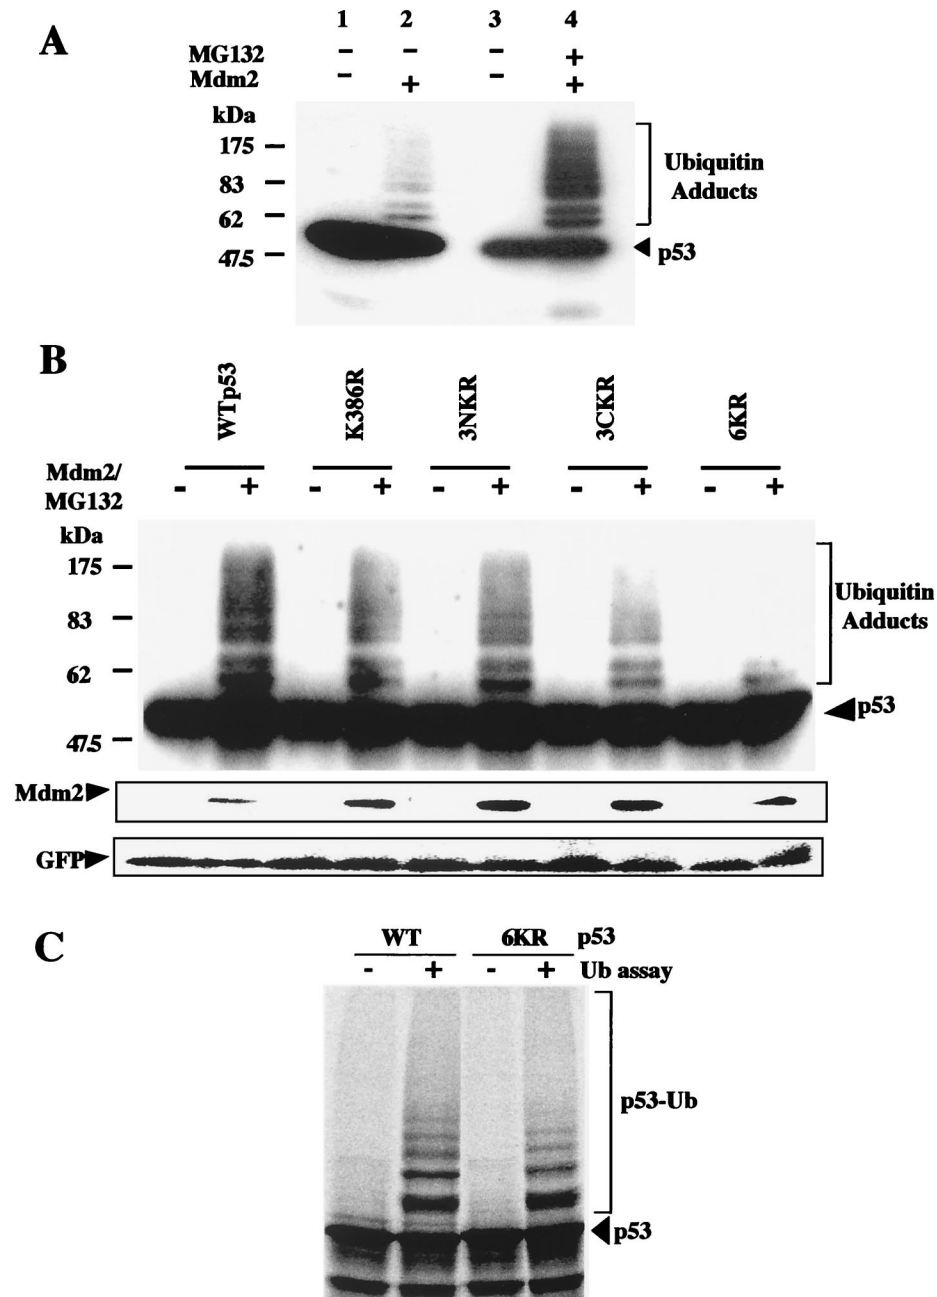 A
1 2 3 4
MG132 - - - +
Mdm2 - + - +
kDa
175
83
62
47.5
Ubiquitin
Adducts
p53
B
WTp53 K386R 3NKR 3CKR 6KR
Mdm2/
MG132
- + - + - + - + - +
kDa
175
83
62
47.5
Ubiquitin
Adducts
p53
Mdm2
GFP
C
WT 6KR p53
- + - + Ub assay
p53-Ub
p53